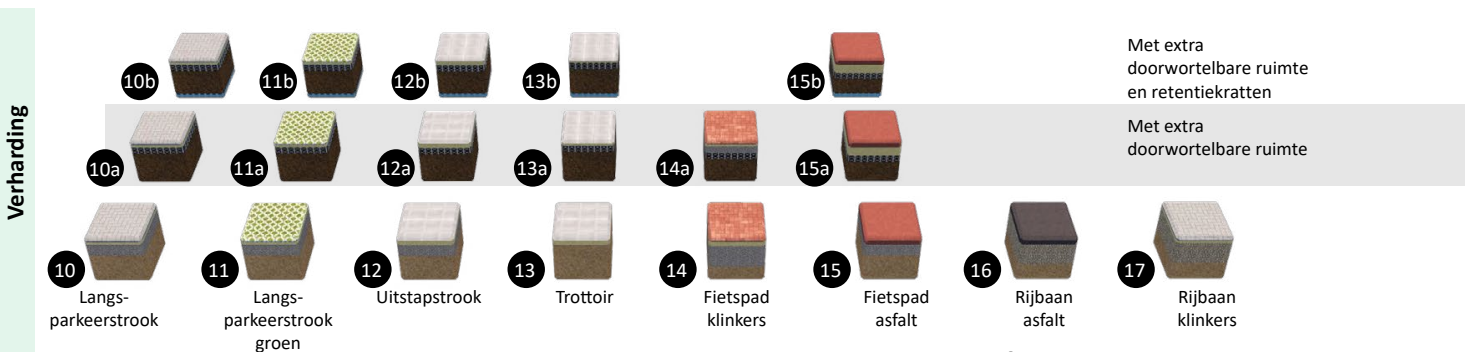 Verharding
10b
11b
12b
13b
15b
Met extra
doorwortelbare ruimte
en retentiekratten
10a
11a
12a
13a
14a
15a
Met extra
doorwortelbare ruimte
10
11
12
13
14
15
16
17
Langs-
parkeerstrook
Langs-
parkeerstrook
groen
Uitstapstrook
Trottoir
Fietspad
klinkers
Fietspad
asfalt
Rijbaan
asfalt
Rijbaan
klinkers